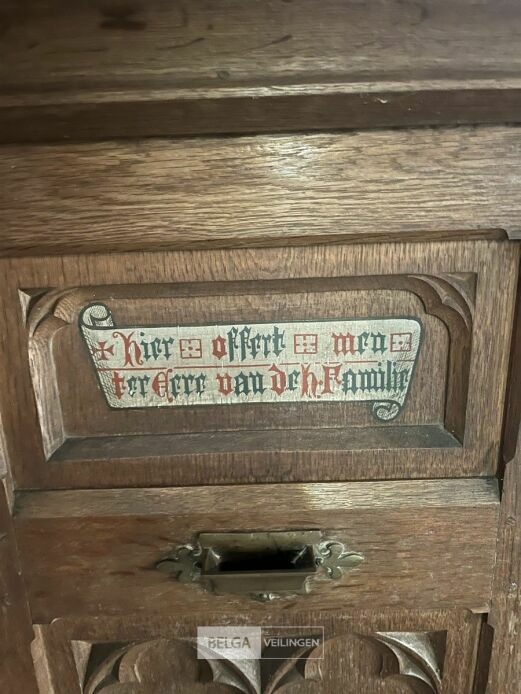 Hier offert men
ter Eere van de h. Familie
BELGA VEILINGEN